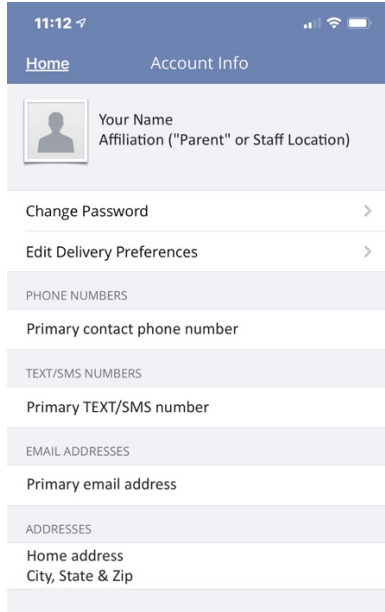 11:12
Home Account Info
Your Name
Affiliation ("Parent" or Staff Location)
Change Password
Edit Delivery Preferences
PHONE NUMBERS
Primary contact phone number
TEXT/SMS NUMBERS
Primary TEXT/SMS number
EMAIL ADDRESSES
Primary email address
ADDRESSES
Home address
City, State & Zip